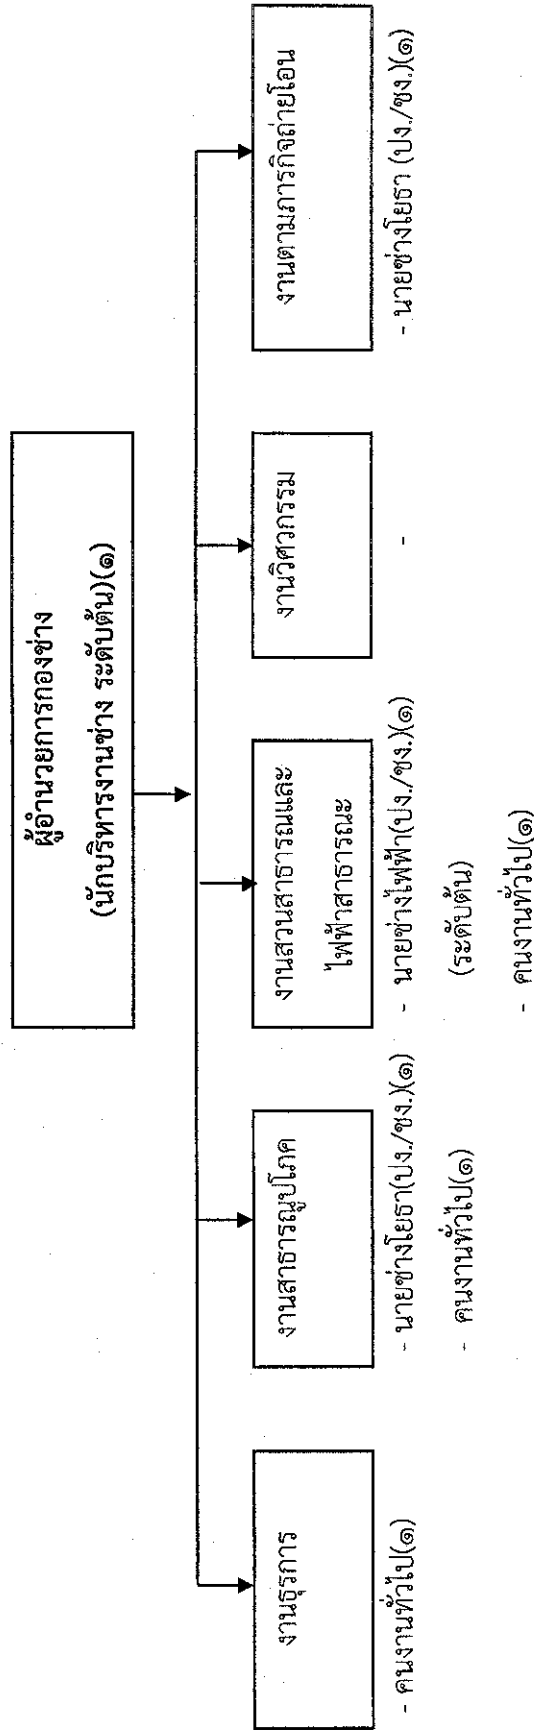 ผู้อำนวยการกองช่าง
(นักบริหารงานช่าง ระดับต้น)(๑)
งานธุรการ
- คนงานทั่วไป(๑)
งานสาธารณูปโภค
- นายช่างโยธา(ปง./ชง.)(๑)
- คนงานทั่วไป(๑)
งานสวนสาธารณและ
ไฟฟ้าสาธารณะ
- นายช่างไฟฟ้า(ปง./ชง.)(๑)
(ระดับต้น)
- คนงานทั่วไป(๑)
งานวิศวกรรม
-
งานตามภารกิจถ่ายโอน
- นายช่างโยธา (ปง./ชง.)(๑)